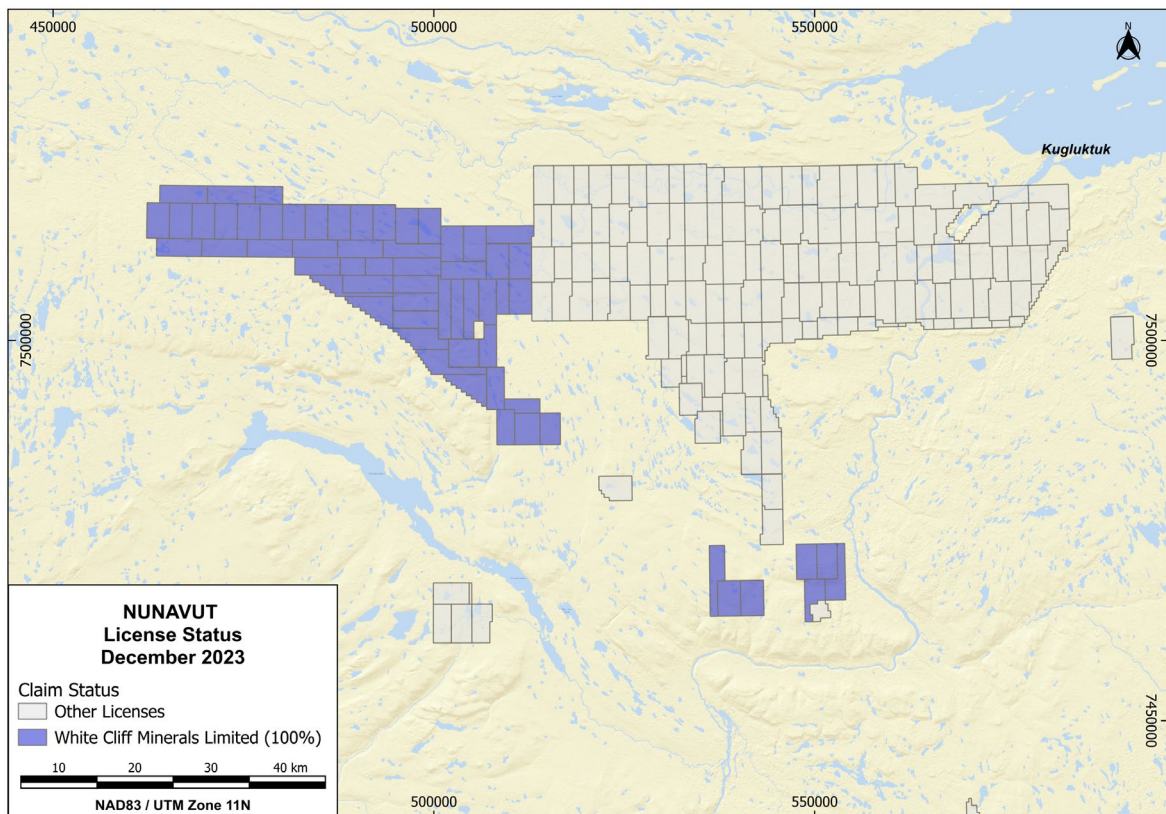 450000
500000
550000
N
Kugluktuk
7500000
7500000
NUNAVUT
License Status
December 2023
Claim Status
Other Licenses
White Cliff Minerals Limited (100%)
10 20 30 40 km
NAD83 / UTM Zone 11N
7450000
500000
550000